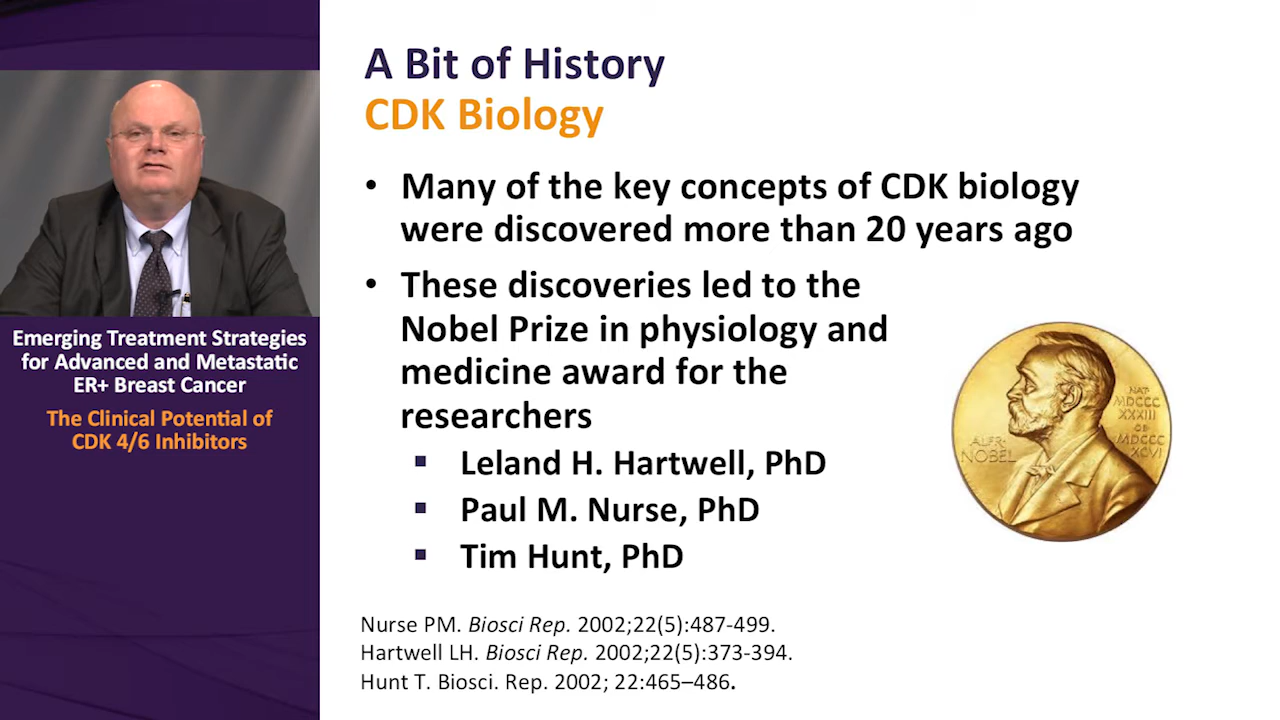 Emerging Treatment Strategies
for Advanced and Metastatic
ER+ Breast Cancer
The Clinical Potential of
CDK 4/6 Inhibitors
A Bit of History
CDK Biology
• Many of the key concepts of CDK biology
were discovered more than 20 years ago
• These discoveries led to the
Nobel Prize in physiology and
medicine award for the
researchers
▪ Leland H. Hartwell, PhD
▪ Paul M. Nurse, PhD
▪ Tim Hunt, PhD
ALFR·
NOBEL
NAT·
MDCCC
XXXIII
OB·
MDCCC
XCVI
Nurse PM. Biosci Rep. 2002;22(5):487-499.
Hartwell LH. Biosci Rep. 2002;22(5):373-394.
Hunt T. Biosci. Rep. 2002; 22:465–486.